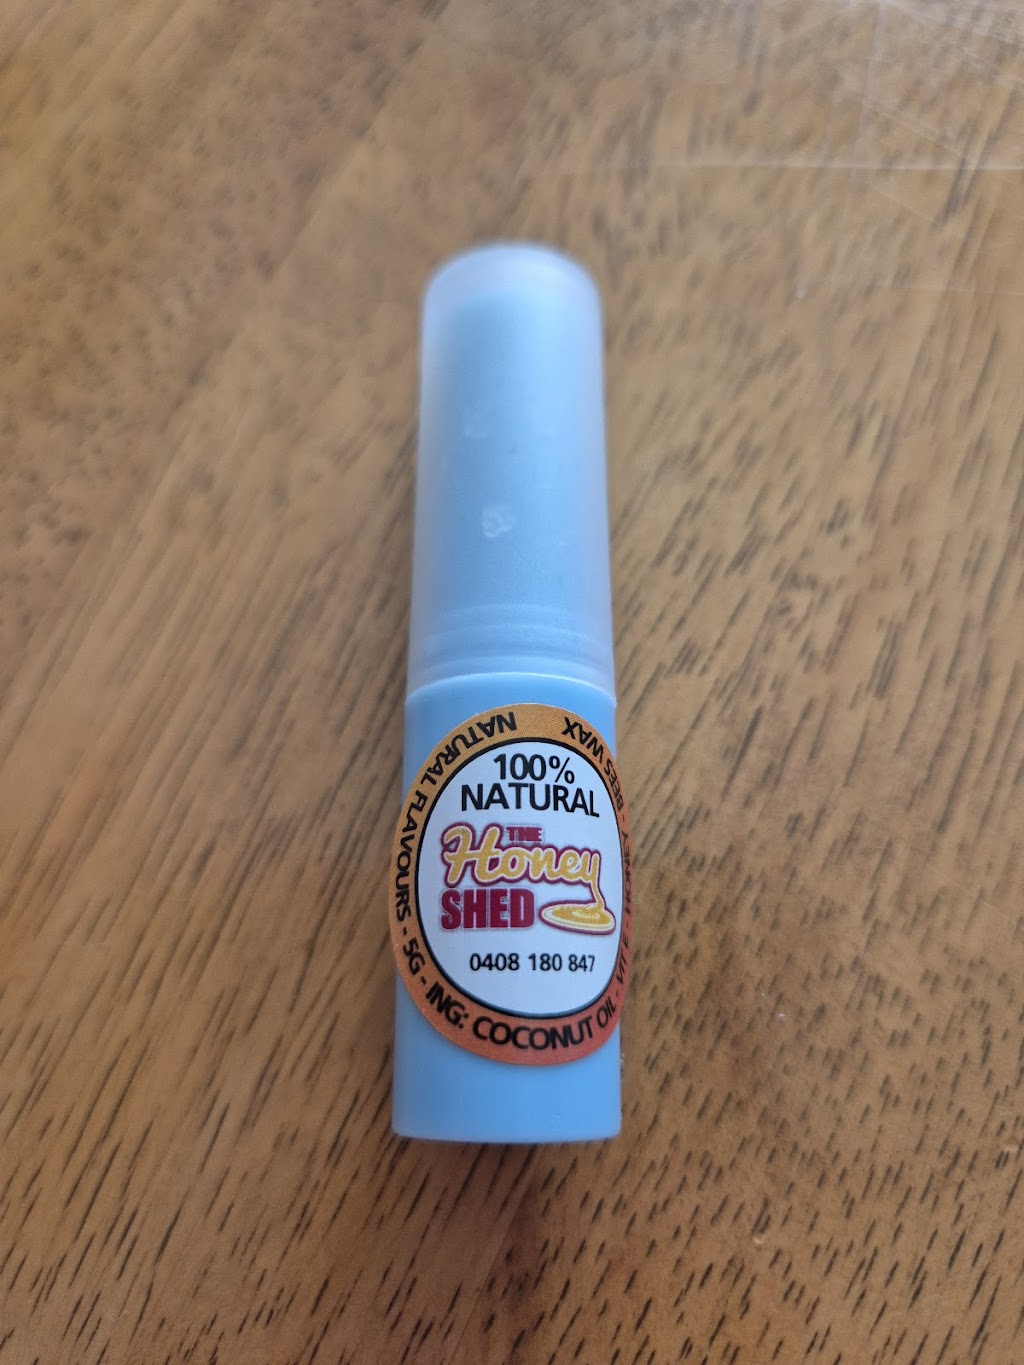 100%
NATURAL
THE
Honey
SHED
0408 180 847
NATURAL FLAVOURS - 5G - ING: COCONUT OIL - VIT E - HONEY - BEES WAX